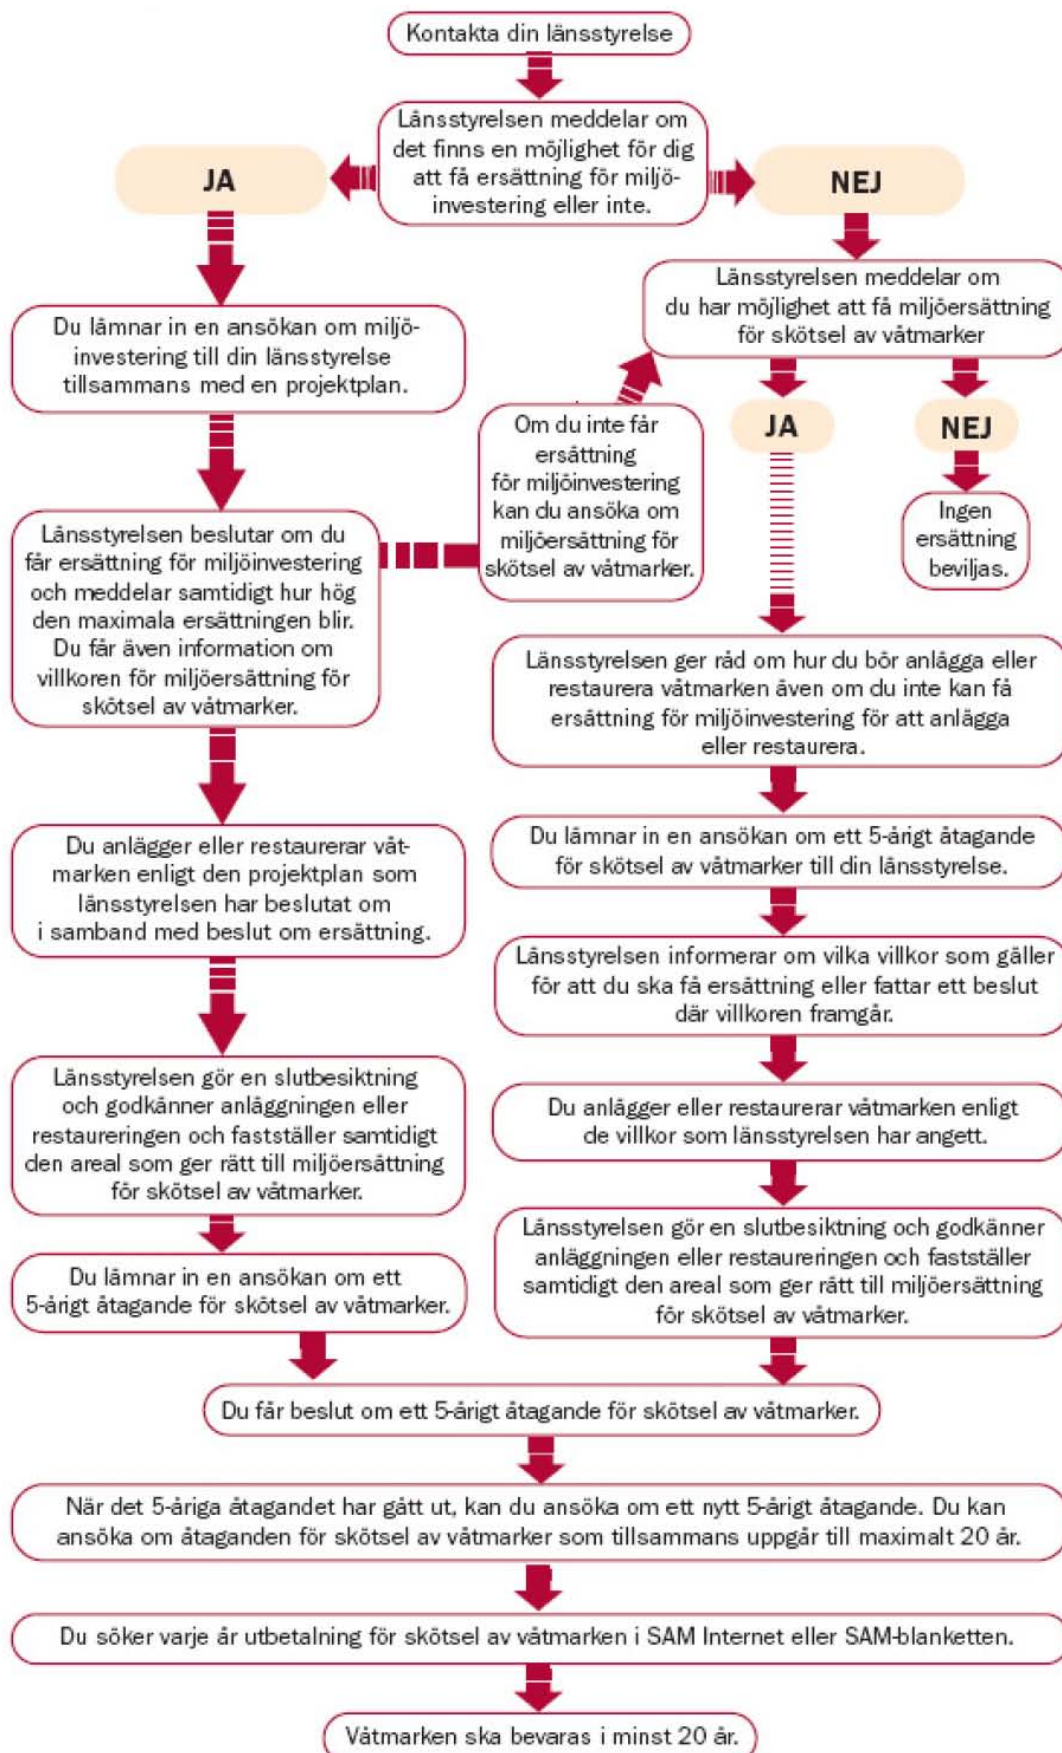 Kontakta din länsstyrelse
Länsstyrelsen meddelar om
det finns en möjlighet för dig
att få ersättning för miljö-
investering eller inte.
JA
NEJ
Du lämnar in en ansökan om miljö-
investering till din länsstyrelse
tillsammans med en projektplan.
Länsstyrelsen beslutar om du
får ersättning för miljöinvestering
och meddelar samtidigt hur hög
den maximala ersättningen blir.
Du får även information om
villkoren för miljöersättning för
skötsel av våtmarker.
Om du inte får
ersättning
för miljöinvestering
kan du ansöka om
miljöersättning för
skötsel av våtmarker.
Du anlägger eller restaurerar våt-
marken enligt den projektplan som
länsstyrelsen har beslutat om
i samband med beslut om ersättning.
Länsstyrelsen gör en slutbesiktning
och godkänner anläggningen eller
restaureringen och fastställer samtidigt
den areal som ger rätt till miljöersättning
för skötsel av våtmarker.
Du lämnar in en ansökan om ett
5-årigt åtagande för skötsel av våtmarker.
Länsstyrelsen meddelar om
du har möjlighet att få miljöersättning
för skötsel av våtmarker
JA
NEJ
Ingen
ersättning
beviljas.
Länsstyrelsen ger råd om hur du bör anlägga eller
restaurera våtmarken även om du inte kan få
ersättning för miljöinvestering för att anlägga
eller restaurera.
Du lämnar in en ansökan om ett 5-årigt åtagande
för skötsel av våtmarker till din länsstyrelse.
Länsstyrelsen informerar om vilka villkor som gäller
för att du ska få ersättning eller fattar ett beslut
där villkoren framgår.
Du anlägger eller restaurerar våtmarken enligt
de villkor som länsstyrelsen har angett.
Länsstyrelsen gör en slutbesiktning och godkänner
anläggningen eller restaureringen och fastställer
samtidigt den areal som ger rätt till miljöersättning
för skötsel av våtmarker.
Du får beslut om ett 5-årigt åtagande för skötsel av våtmarker.
När det 5-åriga åtagandet har gått ut, kan du ansöka om ett nytt 5-årigt åtagande. Du kan
ansöka om åtaganden för skötsel av våtmarker som tillsammans uppgår till maximalt 20 år.
Du söker varje år utbetalning för skötsel av våtmarken i SAM Internet eller SAM-blanketten.
Våtmarken ska bevaras i minst 20 år.